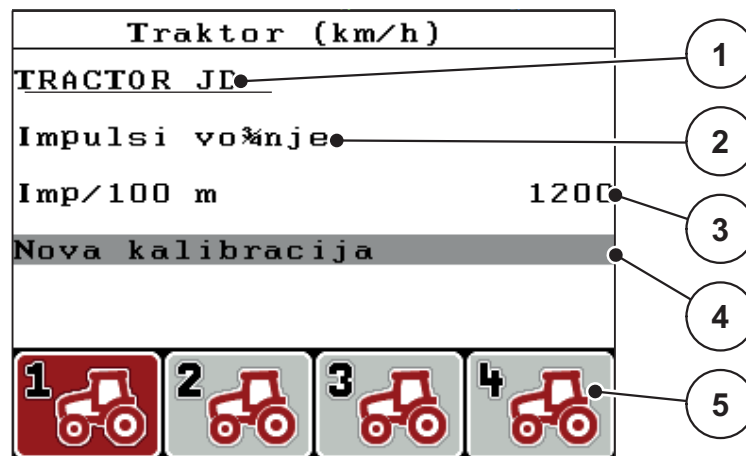 Traktor (km/h)
TRACTOR JD
Impulsi vo¾nje
Imp/100 m 1200
Nova kalibracija
1 2 3 4
1
2
3
4
5